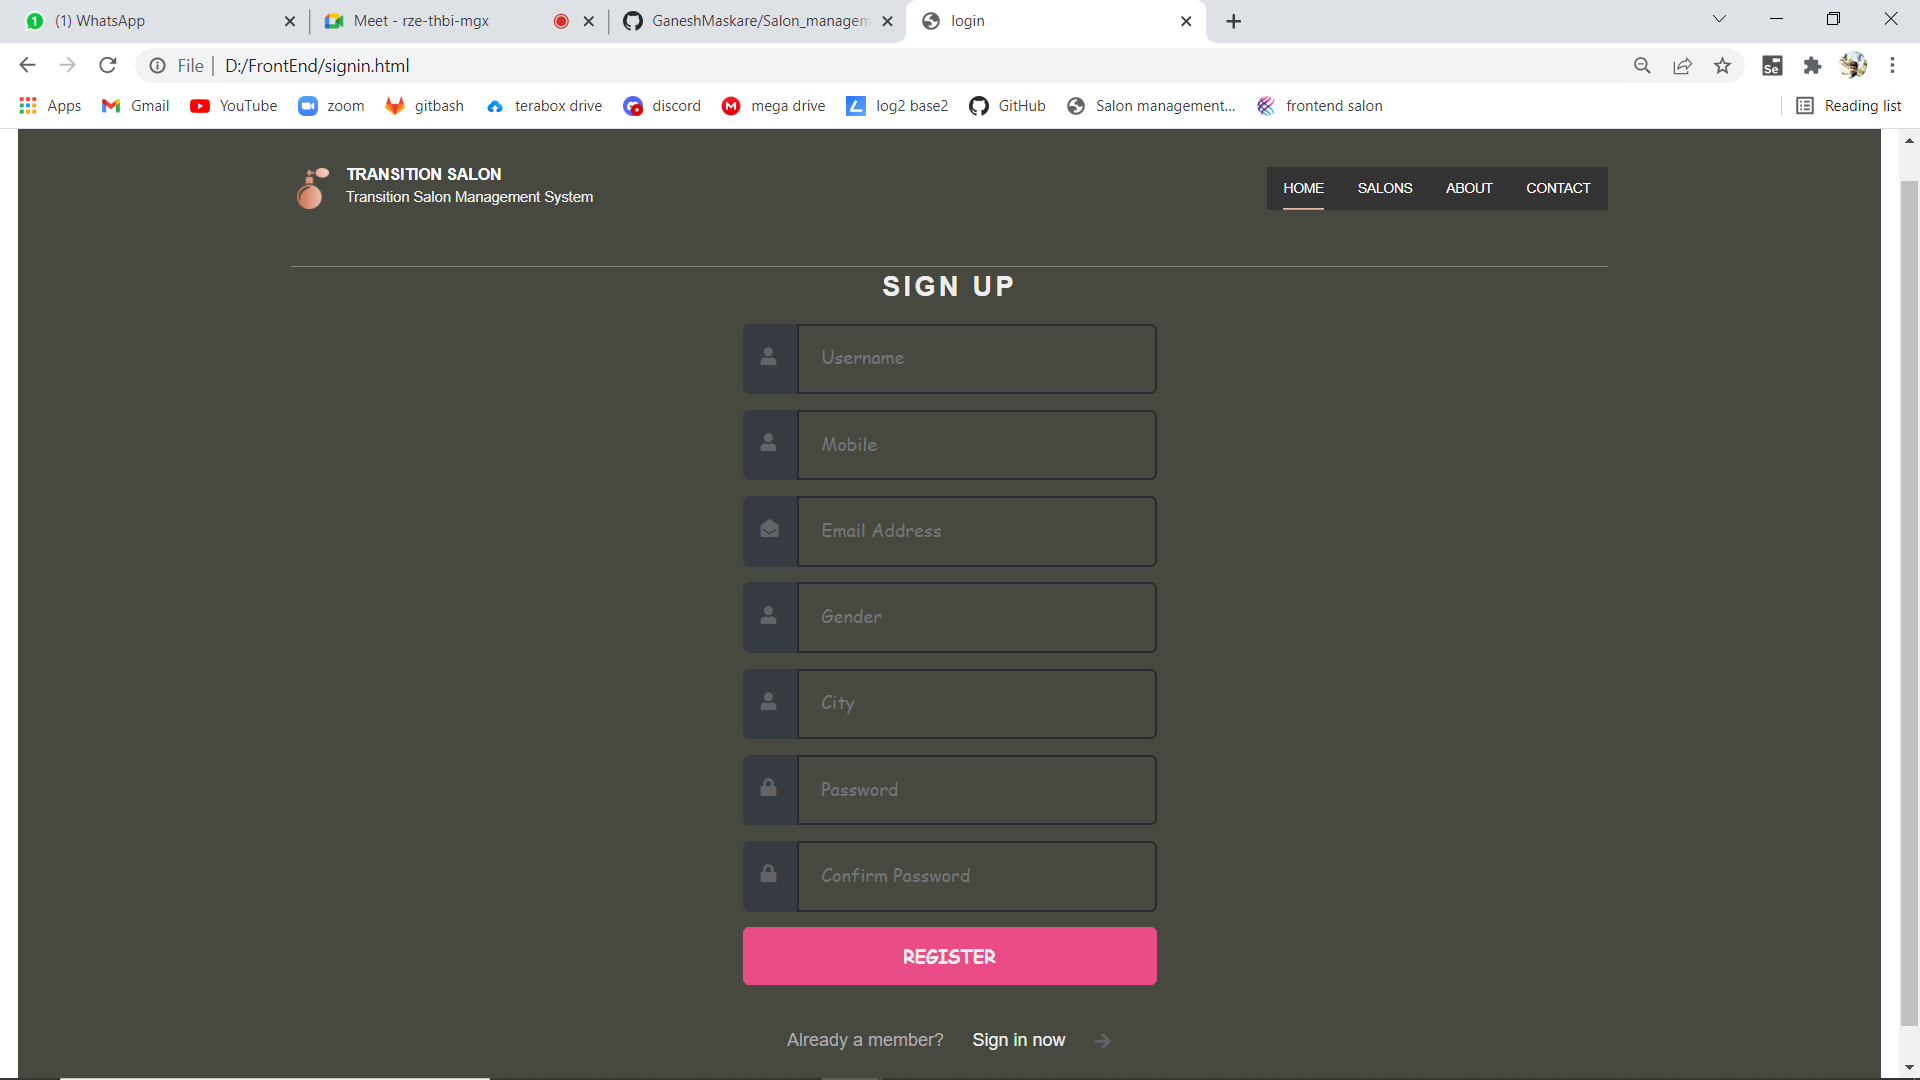 (1) WhatsApp
Meet - rze-thbi-mgx
GaneshMaskare/Salon_managem
login
File
D:/FrontEnd/signin.html
Se
Apps
Gmail
YouTube
zoom
gitbash
terabox drive
discord
mega drive
log2 base2
GitHub
Salon management...
frontend salon
Reading list
TRANSITION SALON
Transition Salon Management System
HOME
SALONS
ABOUT
CONTACT
SIGN UP
Username
Mobile
Email Address
Gender
City
Password
Confirm Password
REGISTER
Already a member? Sign in now